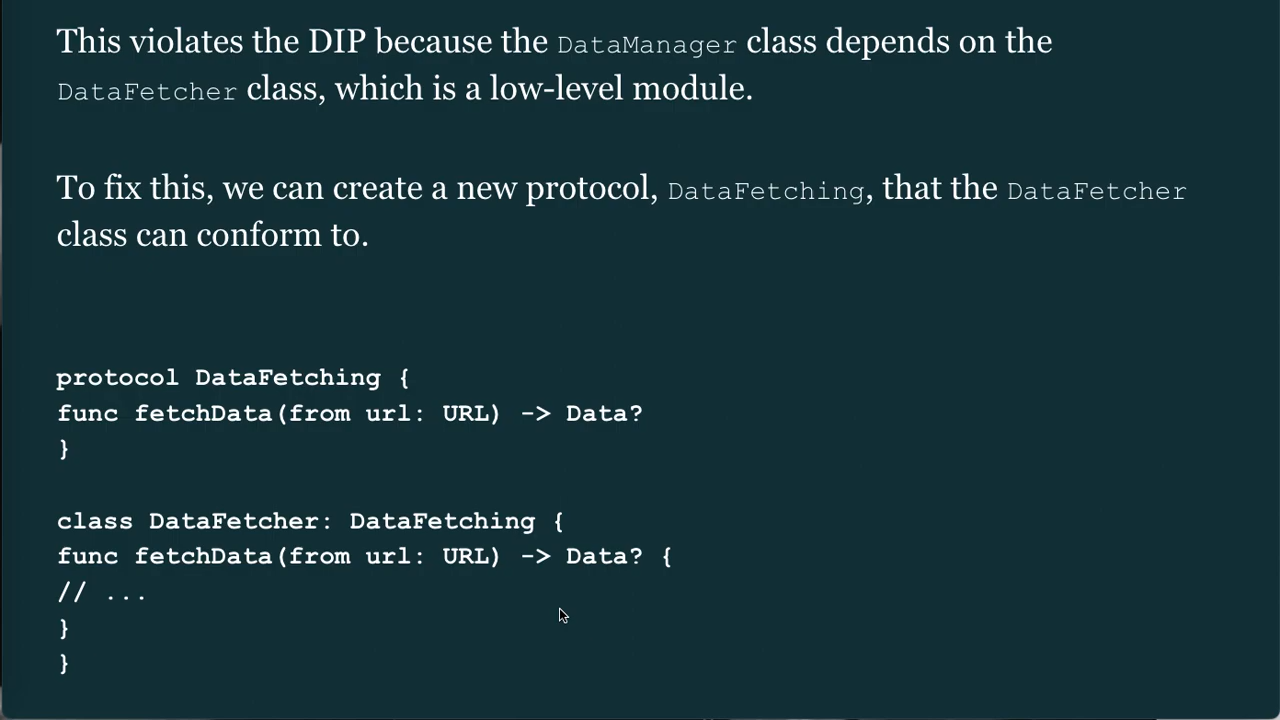 This violates the DIP because the DataManager class depends on the
DataFetcher class, which is a low-level module.
To fix this, we can create a new protocol, DataFetching, that the DataFetcher
class can conform to.
protocol DataFetching {
func fetchData(from url: URL) -> Data?
}
class DataFetcher: DataFetching {
func fetchData(from url: URL) -> Data? {
// ...
}
}